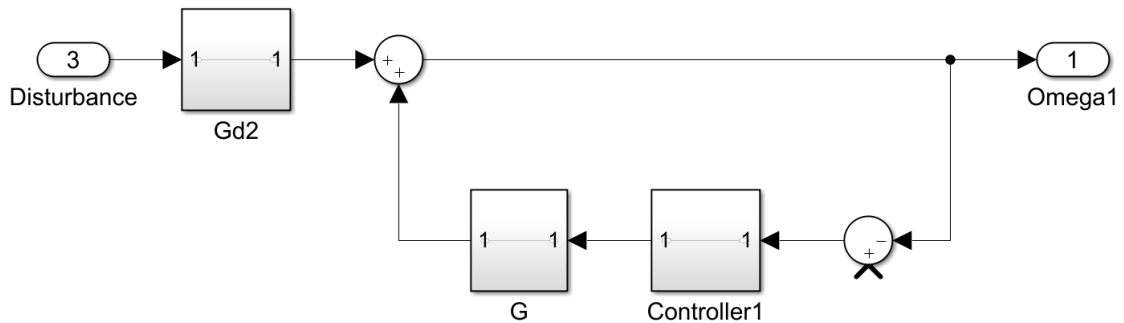 3
Disturbance
1 1
Gd2
+
+
1
Omega1
1 1
G
1 1
Controller1
−
+